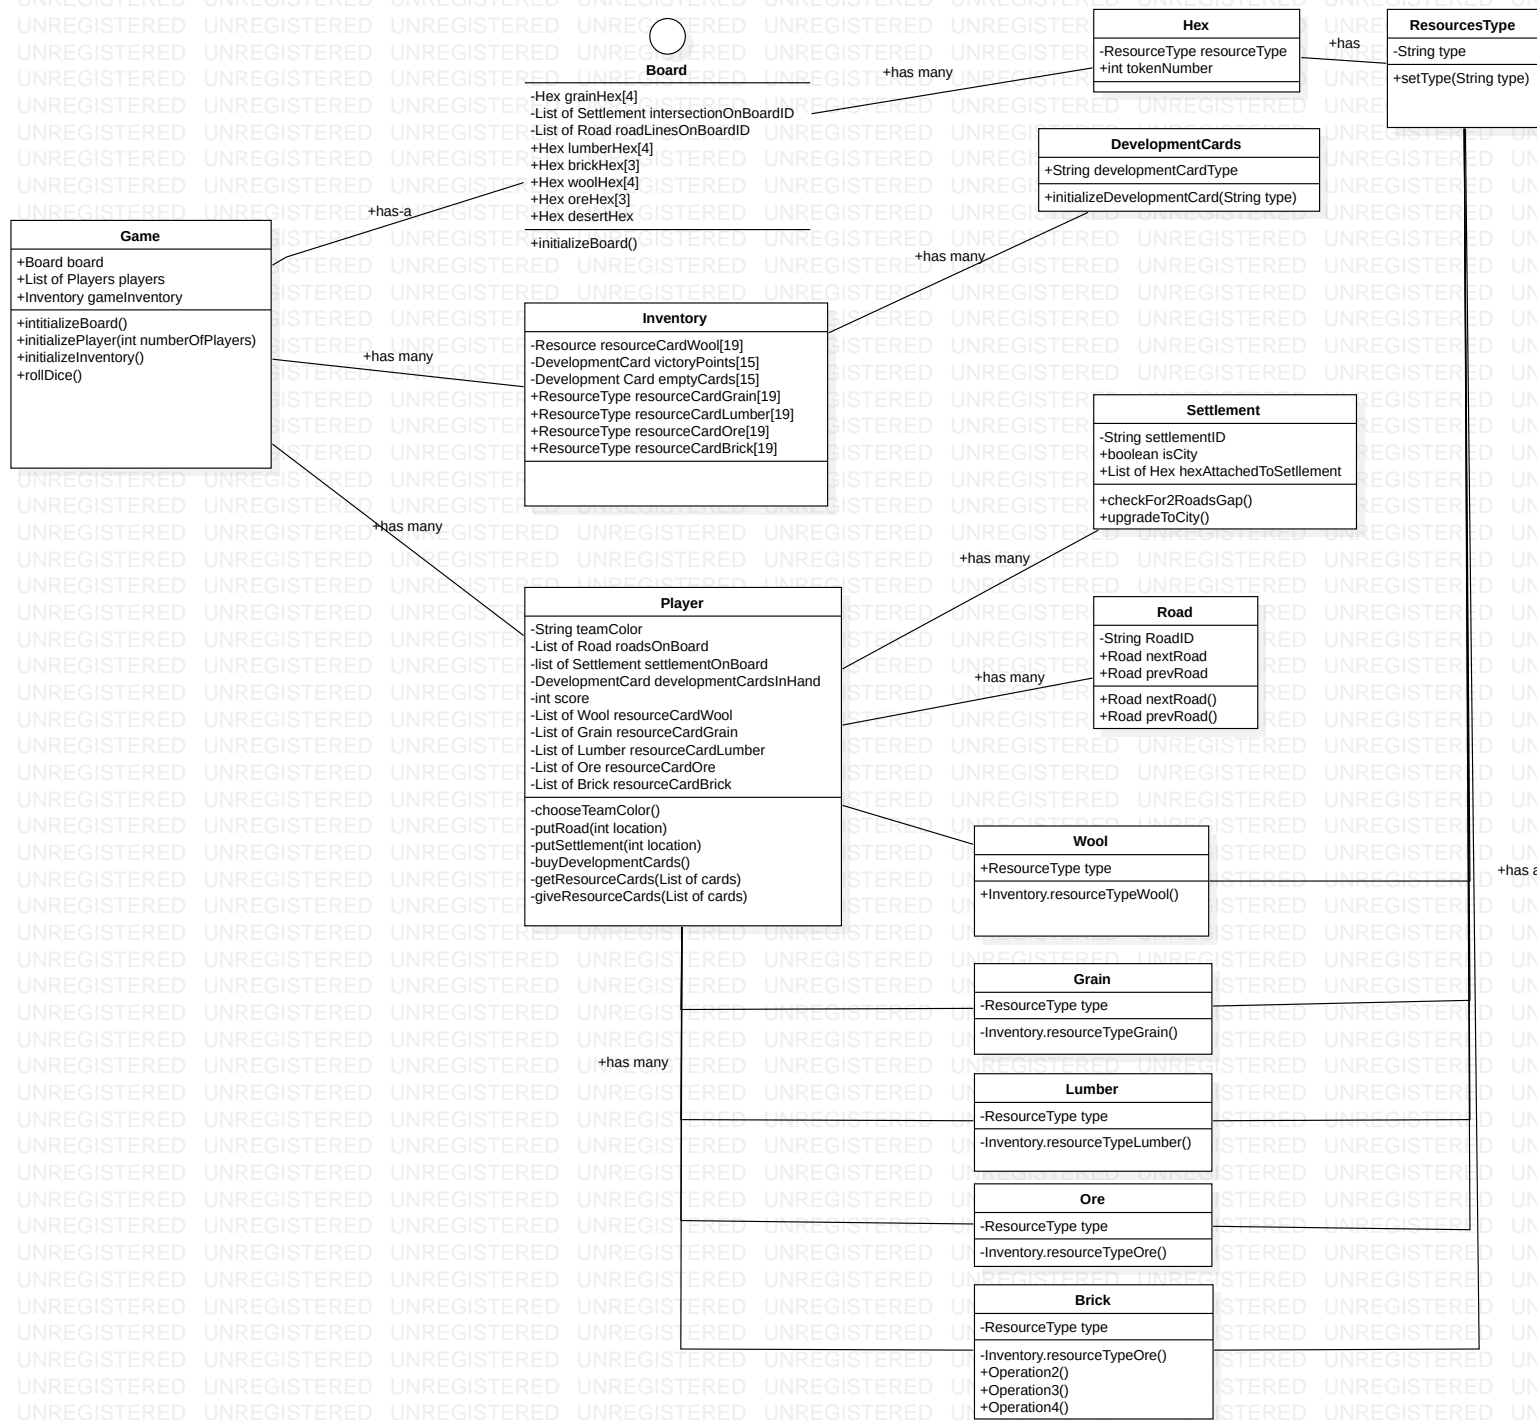 Board
-Hex grainHex[4]
-List of Settlement intersectionOnBoardID
-List of Road roadLinesOnBoardID
+Hex lumberHex[4]
+Hex brickHex[3]
+Hex woolHex[4]
+Hex oreHex[3]
+Hex desertHex
+initializeBoard()
+has many
Hex
-ResourceType resourceType
+int tokenNumber
+has
ResourcesType
-String type
+setType(String type)
DevelopmentCards
+String developmentCardType
+initializeDevelopmentCard(String type)
+has-a
Game
+Board board
+List of Players players
+Inventory gameInventory
+intitializeBoard()
+initializePlayer(int numberOfPlayers)
+initializeInventory()
+rollDice()
+has many
+has many
Inventory
-Resource resourceCardWool[19]
-DevelopmentCard victoryPoints[15]
-Development Card emptyCards[15]
+ResourceType resourceCardGrain[19]
+ResourceType resourceCardLumber[19]
+ResourceType resourceCardOre[19]
+ResourceType resourceCardBrick[19]
Settlement
-String settlementID
+boolean isCity
+List of Hex hexAttachedToSetllement
+checkFor2RoadsGap()
+upgradeToCity()
+has many
+has many
Player
-String teamColor
-List of Road roadsOnBoard
-list of Settlement settlementOnBoard
-DevelopmentCard developmentCardsInHand
-int score
-List of Wool resourceCardWool
-List of Grain resourceCardGrain
-List of Lumber resourceCardLumber
-List of Ore resourceCardOre
-List of Brick resourceCardBrick
-chooseTeamColor()
-putRoad(int location)
-putSettlement(int location)
-buyDevelopmentCards()
-getResourceCards(List of cards)
-giveResourceCards(List of cards)
+has many
Road
-String RoadID
+Road nextRoad
+Road prevRoad
+Road nextRoad()
+Road prevRoad()
Wool
+ResourceType type
+Inventory.resourceTypeWool()
+has a
Grain
-ResourceType type
-Inventory.resourceTypeGrain()
+has many
Lumber
-ResourceType type
-Inventory.resourceTypeLumber()
Ore
-ResourceType type
-Inventory.resourceTypeOre()
Brick
-ResourceType type
-Inventory.resourceTypeOre()
+Operation2()
+Operation3()
+Operation4()